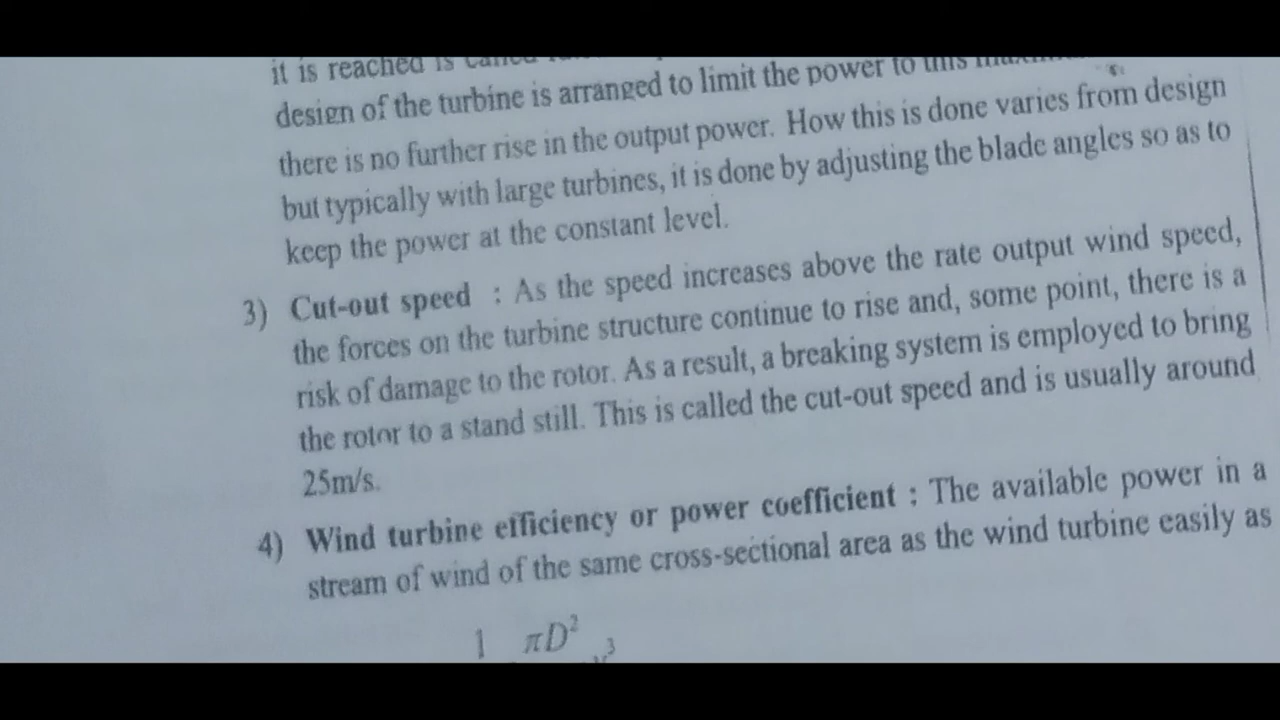 it is reached is called
design of the turbine is arranged to limit the power to this
there is no further rise in the output power. How this is done varies from design
but typically with large turbines, it is done by adjusting the blade angles so as to
keep the power at the constant level.
3) Cut-out speed : As the speed increases above the rate output wind speed,
the forces on the turbine structure continue to rise and, some point, there is a
risk of damage to the rotor. As a result, a breaking system is employed to bring
the rotor to a stand still. This is called the cut-out speed and is usually around
25m/s.
4) Wind turbine efficiency or power coefficient : The available power in a
stream of wind of the same cross-sectional area as the wind turbine easily as
1 πD² 3